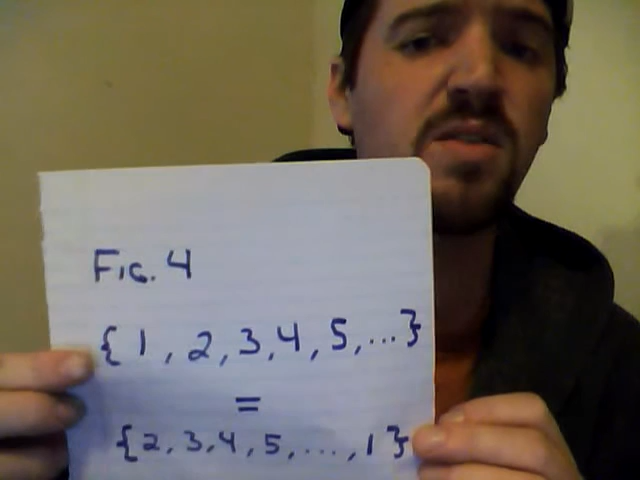 Fig. 4
{ 1, 2, 3, 4, 5, ... }
=
{ 2, 3, 4, 5, ..., 1 }